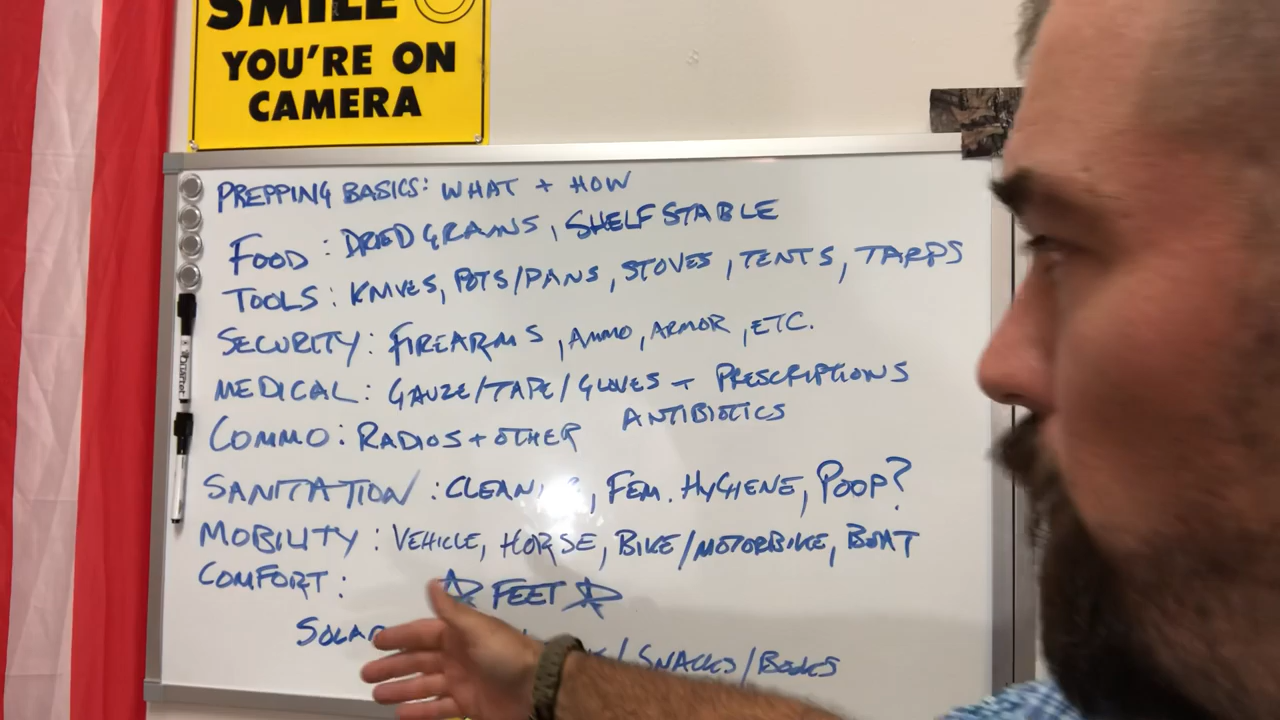 SMILE
YOU'RE ON
CAMERA
PREPPING BASICS: WHAT + HOW
FOOD: DRIED GRAINS, SHELF STABLE
TOOLS: KNIVES, POTS/PANS, STOVES, TENTS, TARPS
SECURITY: FIREARMS, AMMO, ARMOR, ETC.
MEDICAL: GAUZE/TAPE/GLOVES + PRESCRIPTIONS
ANTIBIOTICS
COMMO: RADIOS + OTHER
SANITATION: FEM. HYGIENE, POOP?
MOBILITY: VEHICLE, HORSE, BIKE/MOTORBIKE, BOAT
COMFORT: ☆ FEET ☆
/ SNACKS/BOOKS